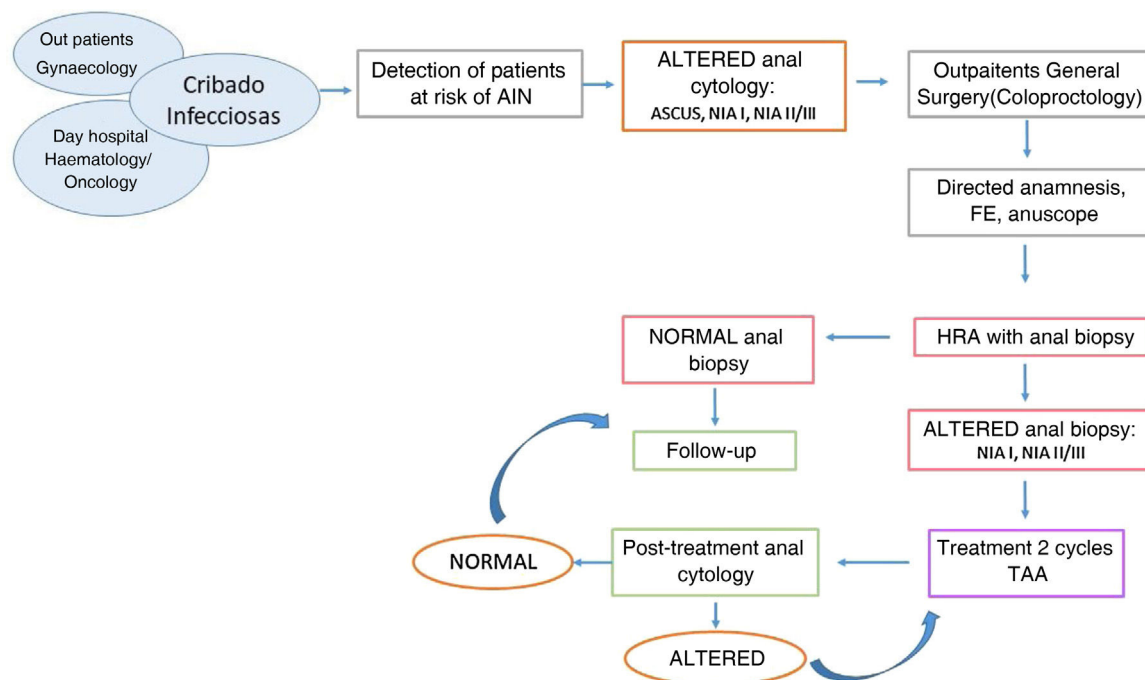 Out patients
Gynaecology
Cribado
Infecciosas
Day hospital
Haematology/
Oncology
Detection of patients
at risk of AIN
ALTERED anal
cytology:
ASCUS, NIA I, NIA II/III
Outpaitents General
Surgery(Coloproctology)
Directed anamnesis,
FE, anuscope
HRA with anal biopsy
NORMAL anal
biopsy
Follow-up
ALTERED anal biopsy:
NIA I, NIA II/III
Treatment 2 cycles
TAA
Post-treatment anal
cytology
NORMAL
ALTERED